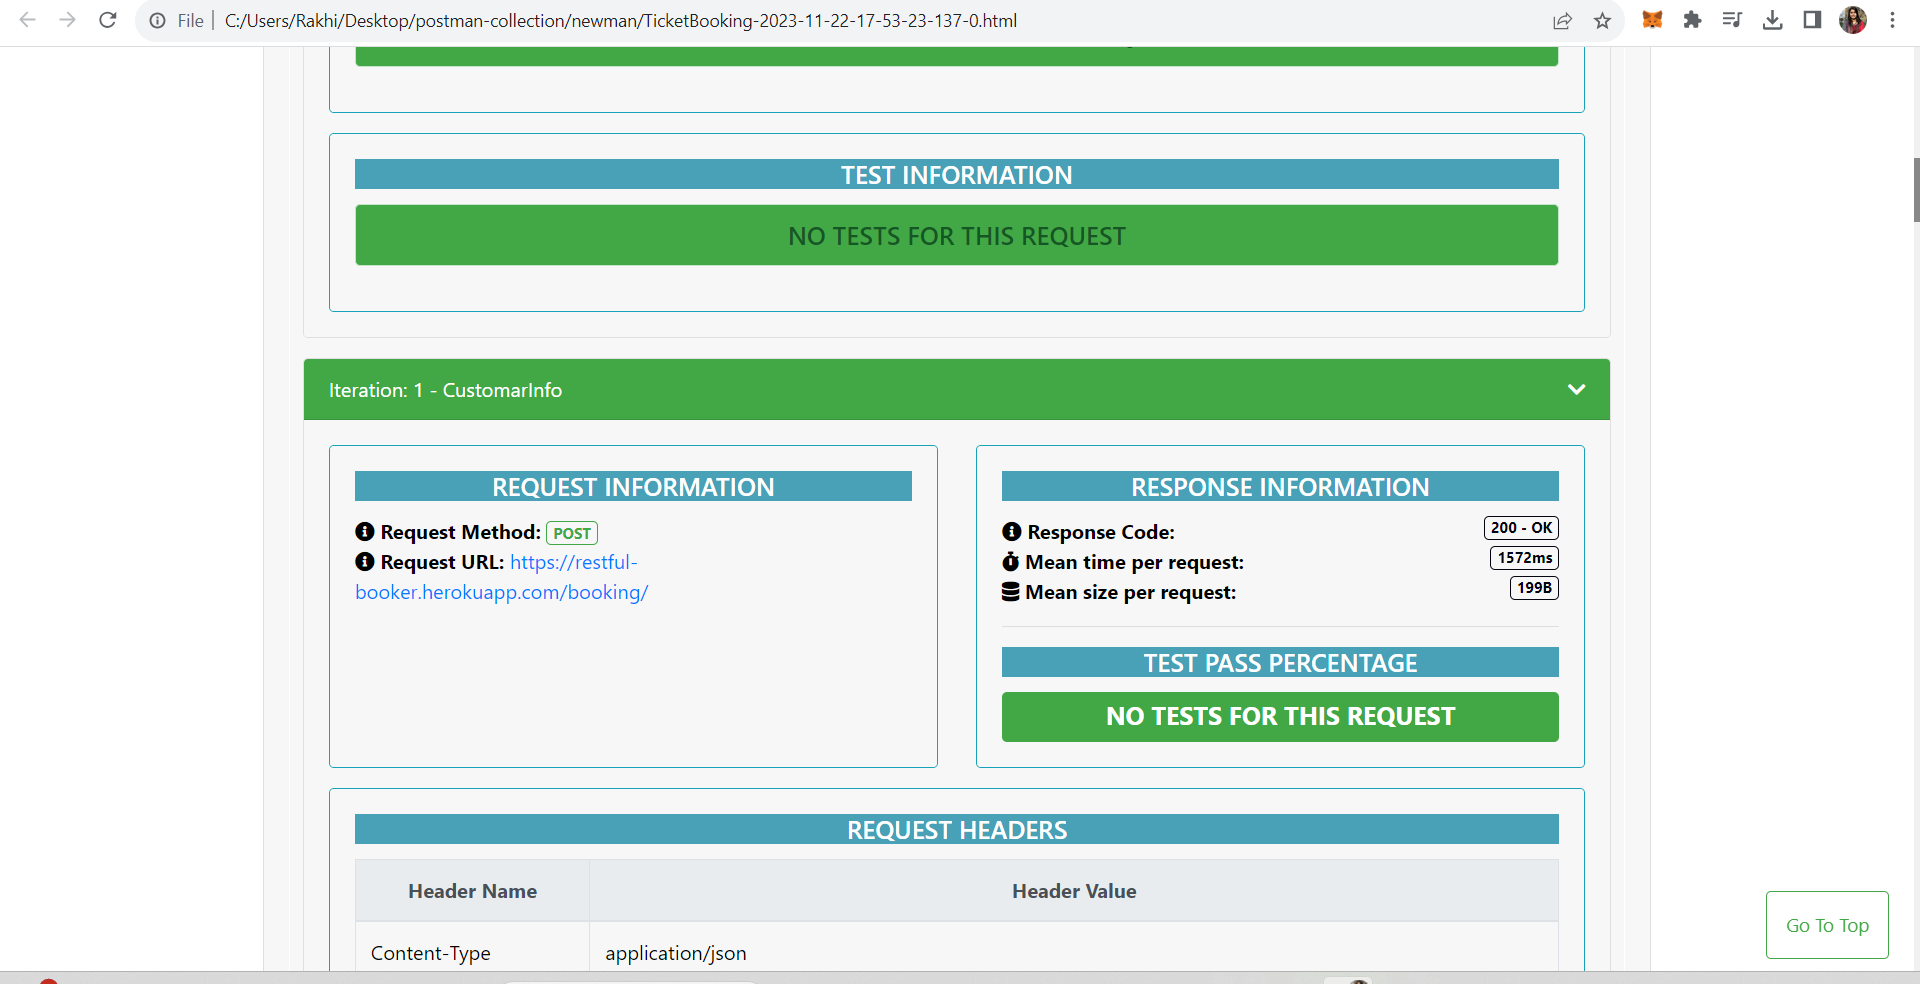 File
C:/Users/Rakhi/Desktop/postman-collection/newman/TicketBooking-2023-11-22-17-53-23-137-0.html
TEST INFORMATION
NO TESTS FOR THIS REQUEST
Iteration: 1 - CustomarInfo
REQUEST INFORMATION
Request Method: POST
Request URL: https://restful-
booker.herokuapp.com/booking/
RESPONSE INFORMATION
Response Code: 200 - OK
Mean time per request: 1572ms
Mean size per request: 199B
TEST PASS PERCENTAGE
NO TESTS FOR THIS REQUEST
REQUEST HEADERS
Header Name Header Value
Content-Type application/json
Go To Top